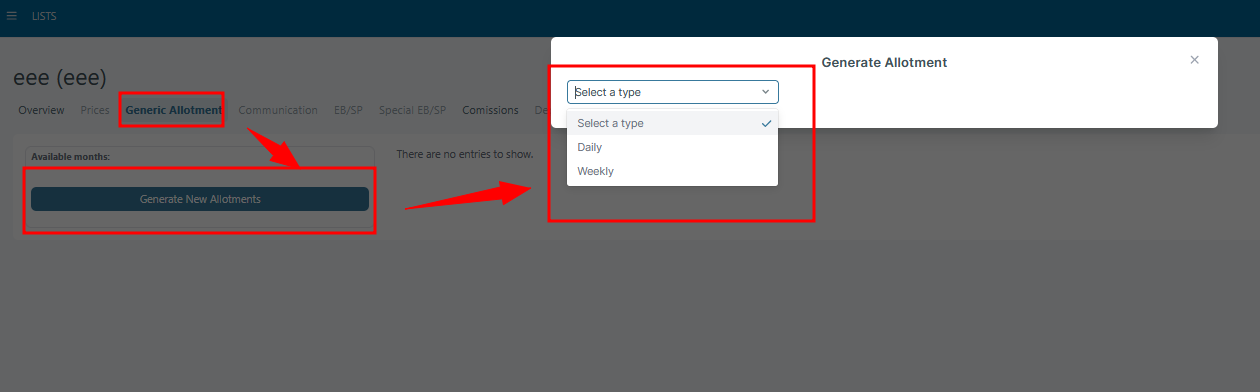 LISTS
Generate Allotment
eee (eee)
Select a type
Overview Prices Generic Allotment Communication EB/SP Special EB/SP Comissions
Select a type
Daily
Weekly
Available months:
There are no entries to show.
Generate New Allotments